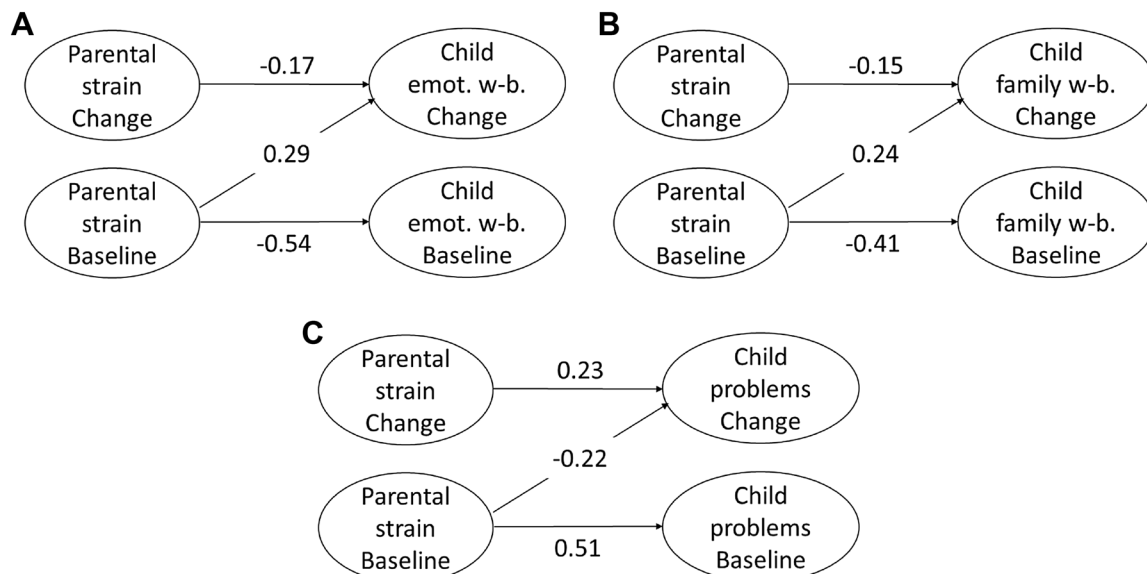 A
Parental
strain
Change
-0.17
Child
emot. w-b.
Change
0.29
Parental
strain
Baseline
-0.54
Child
emot. w-b.
Baseline
B
Parental
strain
Change
-0.15
Child
family w-b.
Change
0.24
Parental
strain
Baseline
-0.41
Child
family w-b.
Baseline
C
Parental
strain
Change
0.23
Child
problems
Change
-0.22
Parental
strain
Baseline
0.51
Child
problems
Baseline